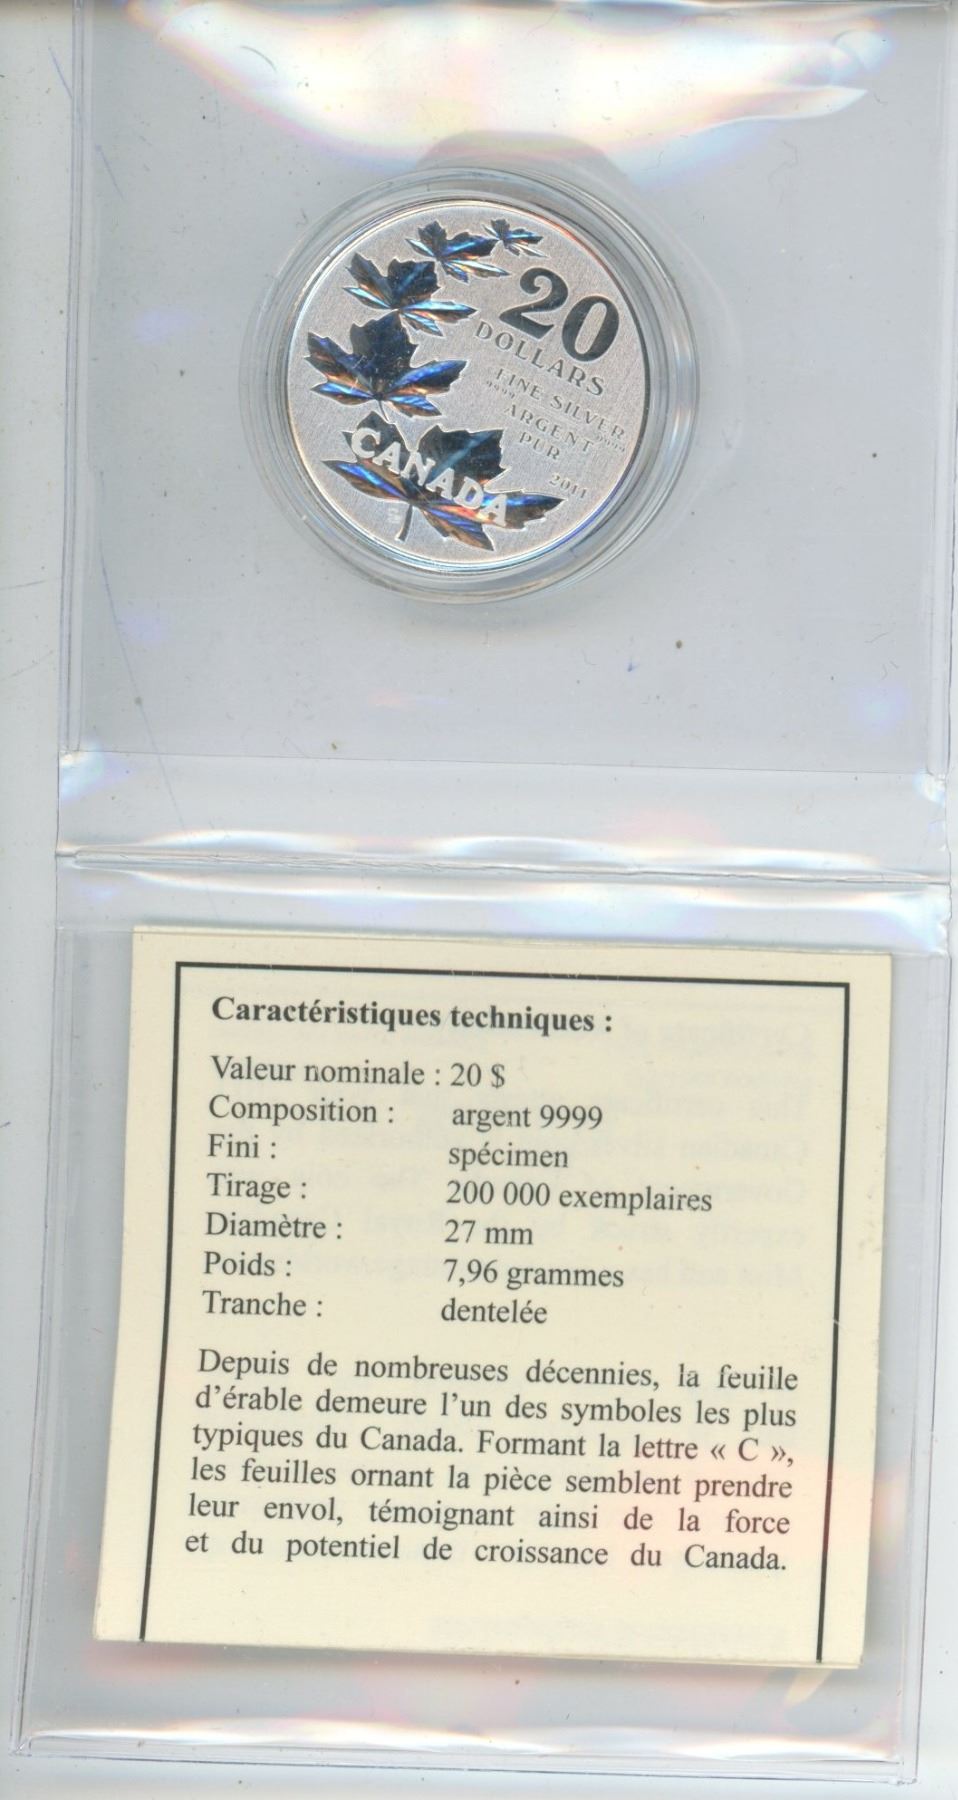 20
DOLLARS
FINE SILVER
9999 9999
ARGENT
PUR
2011
CANADA
Caractéristiques techniques :
Valeur nominale : 20 $
Composition : argent 9999
Fini : spécimen
Tirage : 200 000 exemplaires
Diamètre : 27 mm
Poids : 7,96 grammes
Tranche : dentelée
Depuis de nombreuses décennies, la feuille
d'érable demeure l'un des symboles les plus
typiques du Canada. Formant la lettre « C »,
les feuilles ornant la pièce semblent prendre
leur envol, témoignant ainsi de la force
et du potentiel de croissance du Canada.